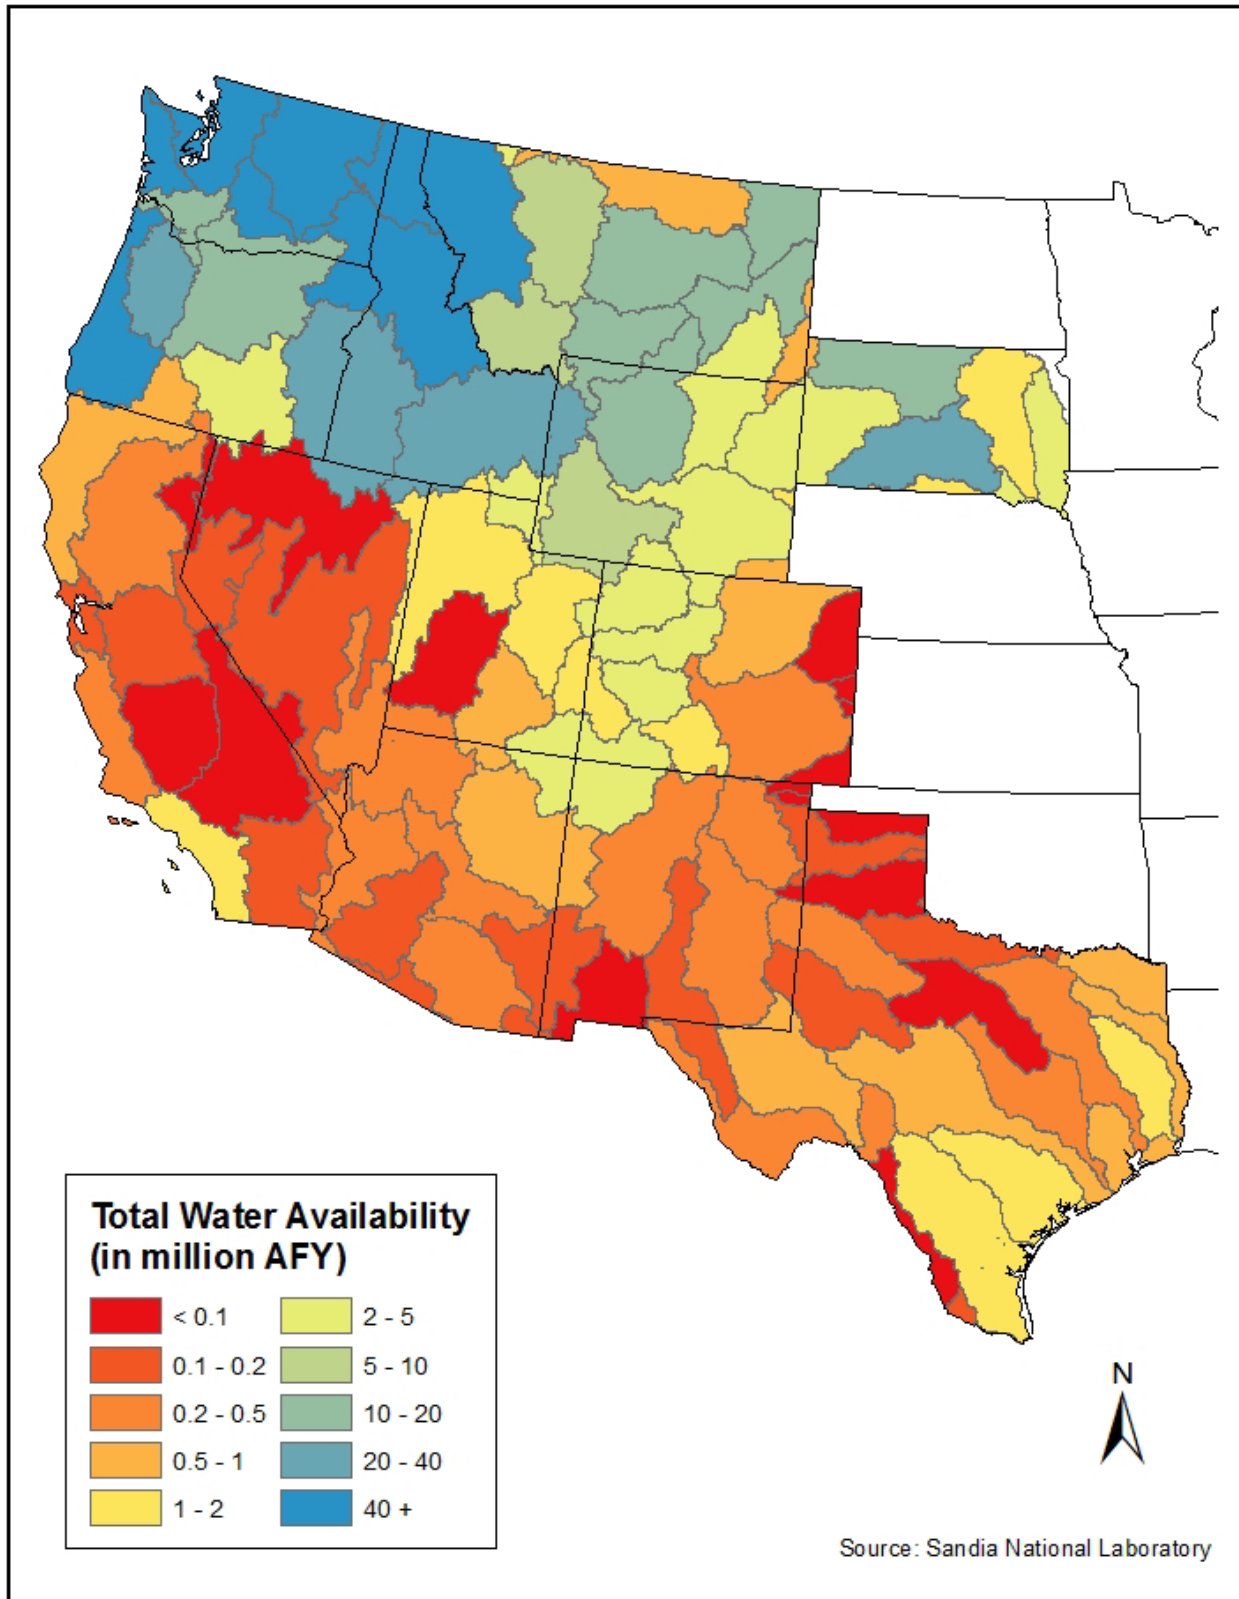 N
Total Water Availability
(in million AFY)
< 0.1
2 - 5
0.1 - 0.2
5 - 10
0.2 - 0.5
10 - 20
0.5 - 1
20 - 40
1 - 2
40 +
Source: Sandia National Laboratory